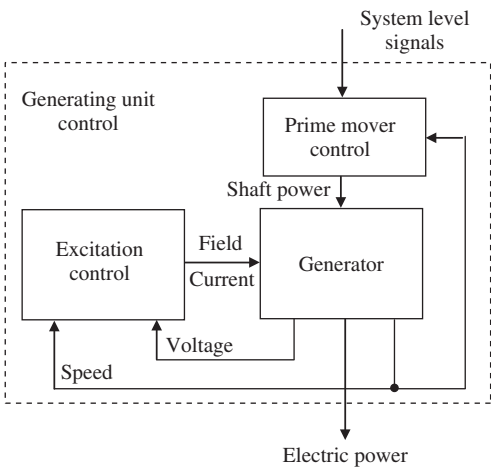 System level
signals
Generating unit
control
Prime mover
control
Shaft power
Excitation
control
Field
Current
Generator
Voltage
Speed
Electric power